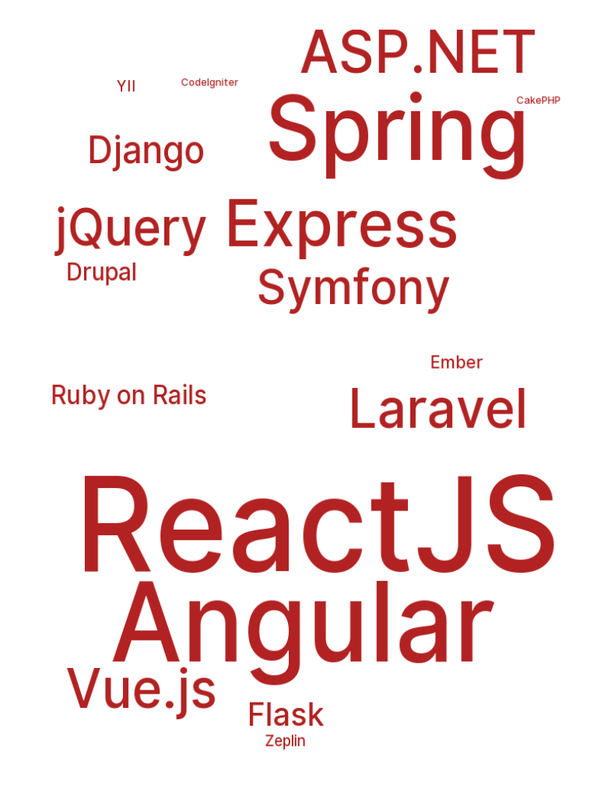 ASP.NET
YII
CodeIgniter
CakePHP
Spring
Django
jQuery
Express
Drupal
Symfony
Ember
Ruby on Rails
Laravel
ReactJS
Angular
Vue.js
Flask
Zeplin